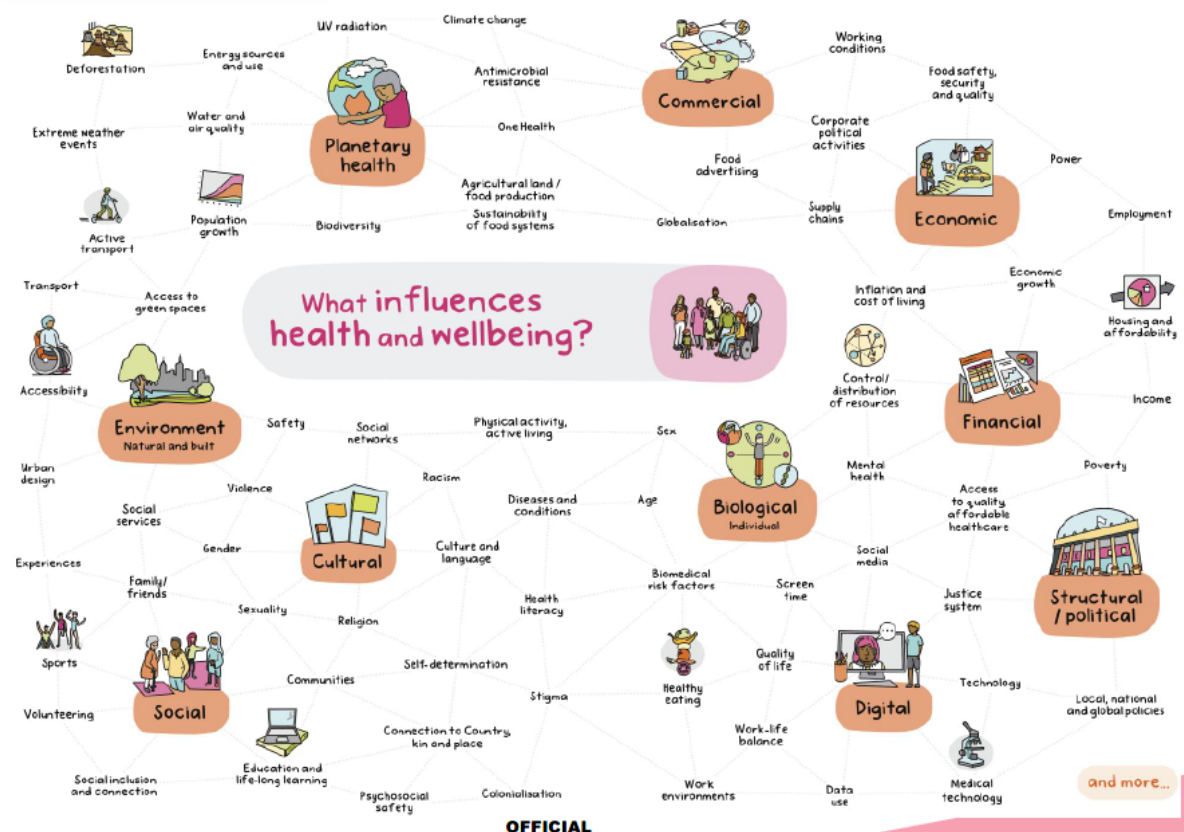 Climate change
UV radiation
Working
conditions
Energy sources
and use
Deforestation
Antimicrobial
resistance
Commercial
Food safety,
security
and quality
Water and
air quality
Extreme weather
events
One Health
Corporate
political
activities
Planetary
health
Food
advertising
Power
Agricultural land /
food production
Sustainability
of food systems
Population
growth
Biodiversity
Globalisation
Supply
chains
Economic
Employment
Active
transport
Transport
Access to
green spaces
Economic
growth
Inflation and
cost of living
What influences
health and wellbeing?
Housing and
affordability
Accessibility
Control/
distribution
of resources
Income
Environment
Natural and built
Safety
Social
networks
Physical activity,
active living
Sex
Financial
Urban
design
Violence
Racism
Mental
health
Poverty
Social
services
Diseases and
conditions
Age
Biological
Individual
Access
to quality,
affordable
healthcare
Gender
Cultural
Culture and
language
Social
media
Experiences
Family/
friends
Biomedical
risk factors
Screen
time
Justice
system
Structural
/ political
Sexuality
Religion
Health
literacy
Sports
Self-determination
Quality
of life
Communities
Stigma
Healthy
eating
Technology
Volunteering
Social
Digital
Local, national
and global policies
Connection to Country,
kin and place
Work-life
balance
Social inclusion
and connection
Education and
life-long learning
Psychosocial
safety
Colonialisation
Work
environments
Data
use
Medical
technology
and more...
OFFICIAL